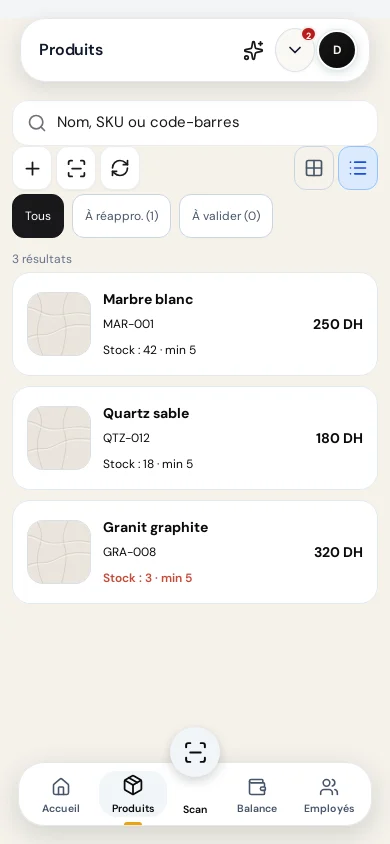 Produits
2
D
Nom, SKU ou code-barres
Tous
À réappro. (1)
À valider (0)
3 résultats
Marbre blanc
MAR-001
250 DH
Stock : 42 · min 5
Quartz sable
QTZ-012
180 DH
Stock : 18 · min 5
Granit graphite
GRA-008
320 DH
Stock : 3 · min 5
Accueil
Produits
Scan
Balance
Employés